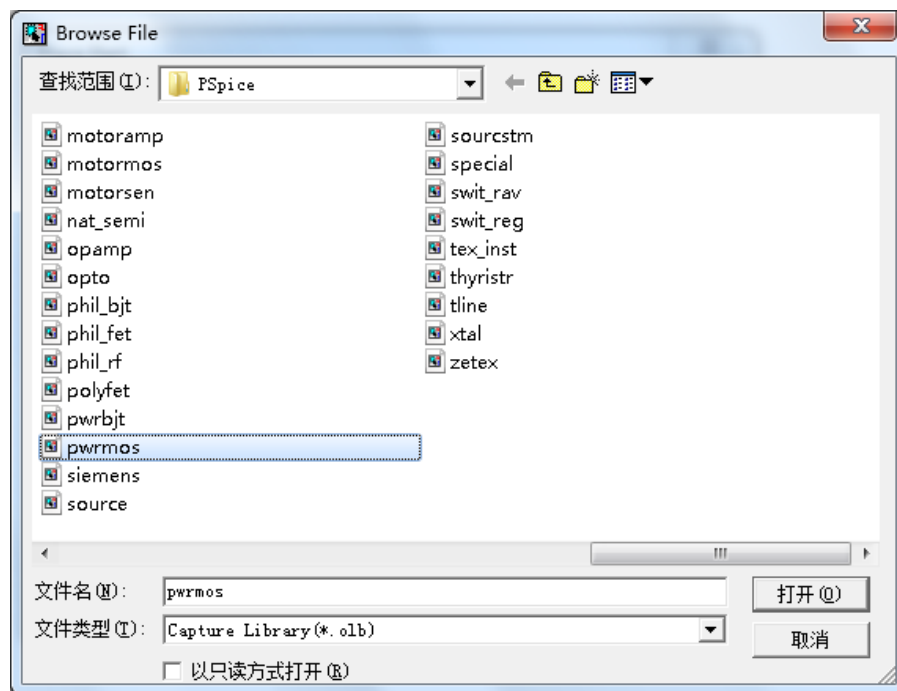 Browse File
查找范围(I):
PSpice
motoramp
motormos
motorsen
nat_semi
opamp
opto
phil_bjt
phil_fet
phil_rf
polyfet
pwrbjt
pwrmos
siemens
source
sourcstm
special
swit_rav
swit_reg
tex_inst
thyristr
tline
xtal
zetex
文件名(N):
pwrmos
打开(O)
文件类型(T):
Capture Library(*.olb)
取消
以只读方式打开(R)